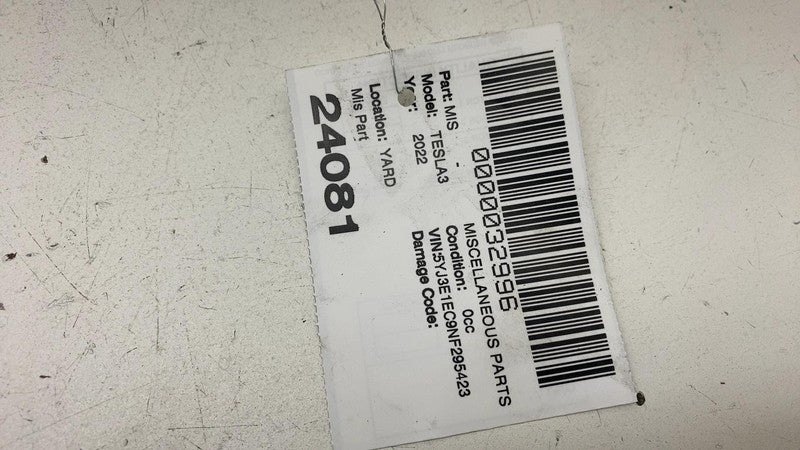 0000032996
Part: MIS - MISCELLANEOUS PARTS
Model: TESLA3 Condition: 0cc
Year: 2022 VIN:5YJ3E1EC9NF295423
Damage Code:
Location: YARD
Mis Part
24081